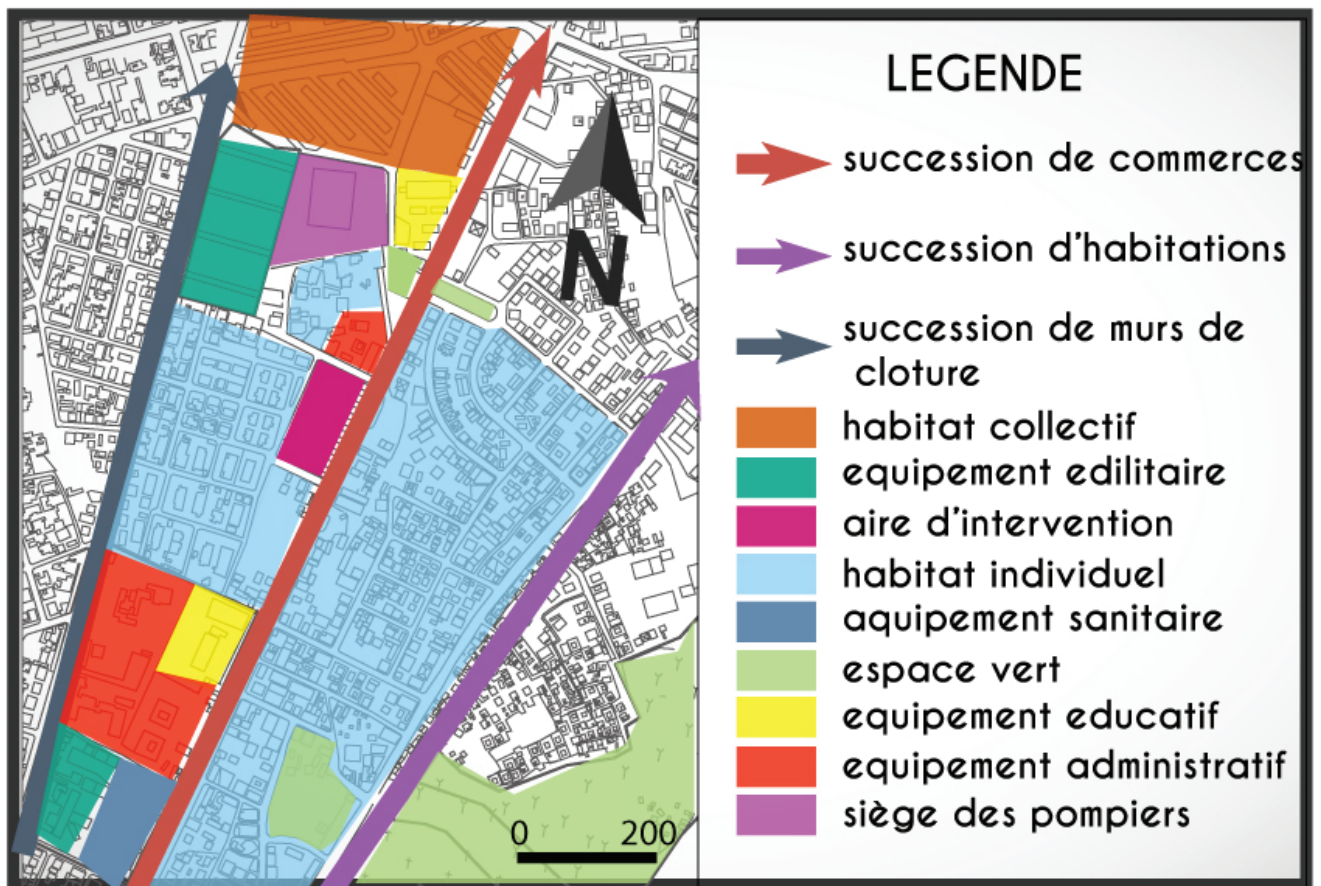 LEGENDE
succession de commerces
succession d'habitations
succession de murs de
cloture
habitat collectif
equipement edilitaire
aire d'intervention
habitat individuel
aquipement sanitaire
espace vert
equipement educatif
equipement administratif
siège des pompiers
N
0 200